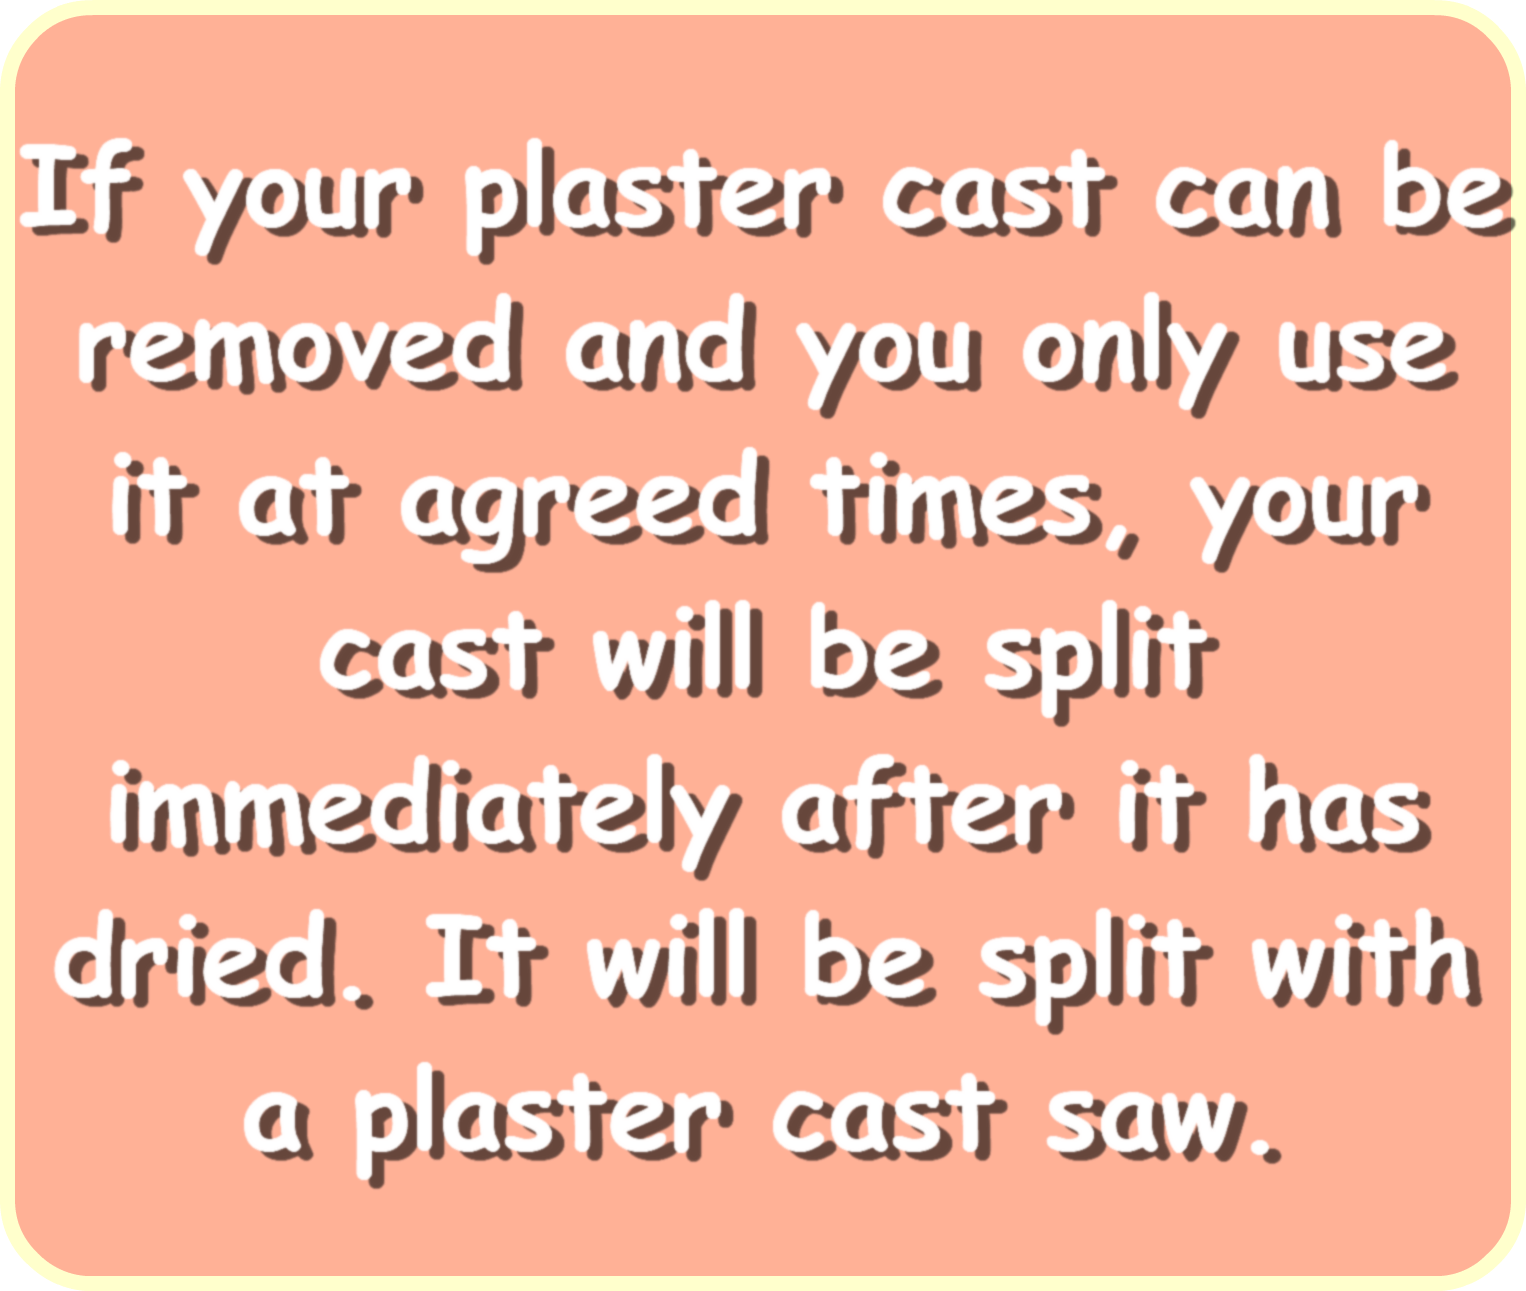 If your plaster cast can be
removed and you only use
it at agreed times, your
cast will be split
immediately after it has
dried. It will be split with
a plaster cast saw.